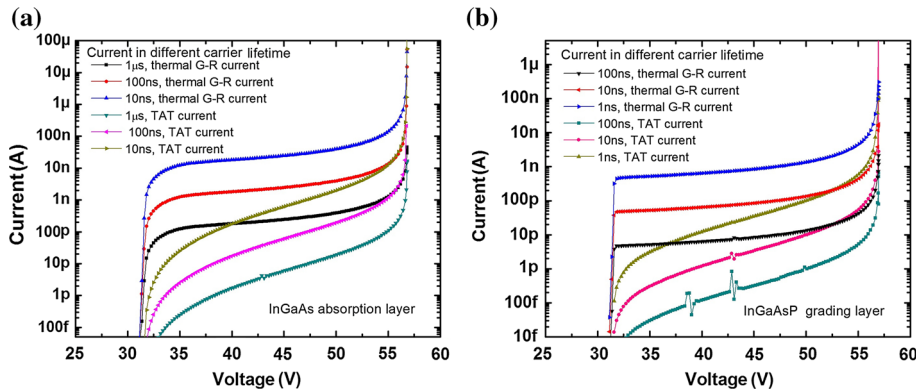 (a)
Current in different carrier lifetime
1μs, thermal G-R current
100ns, thermal G-R current
10ns, thermal G-R current
1μs, TAT current
100ns, TAT current
10ns, TAT current
InGaAs absorption layer
100μ
10μ
1μ
100n
10n
1n
100p
10p
1p
100f
Current (A)
25 30 35 40 45 50 55 60
Voltage (V)
(b)
Current in different carrier lifetime
100ns, thermal G-R current
10ns, thermal G-R current
1ns, thermal G-R current
100ns, TAT current
10ns, TAT current
1ns, TAT current
InGaAsP grading layer
1μ
100n
10n
1n
100p
10p
1p
100f
10f
Current (A)
25 30 35 40 45 50 55 60
Voltage (V)